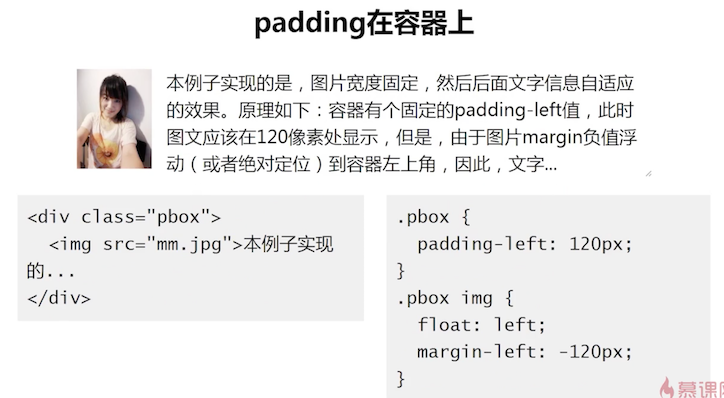 padding在容器上
本例子实现的是，图片宽度固定，然后后面文字信息自适应
的效果。原理如下：容器有个固定的padding-left值，此时
图文应该在120像素处显示，但是，由于图片margin负值浮
动（或者绝对定位）到容器左上角，因此，文字...
<div class="pbox">
  <img src="mm.jpg">本例子实现
的...
</div>
.pbox {
  padding-left: 120px;
}
.pbox img {
  float: left;
  margin-left: -120px;
}
慕课网